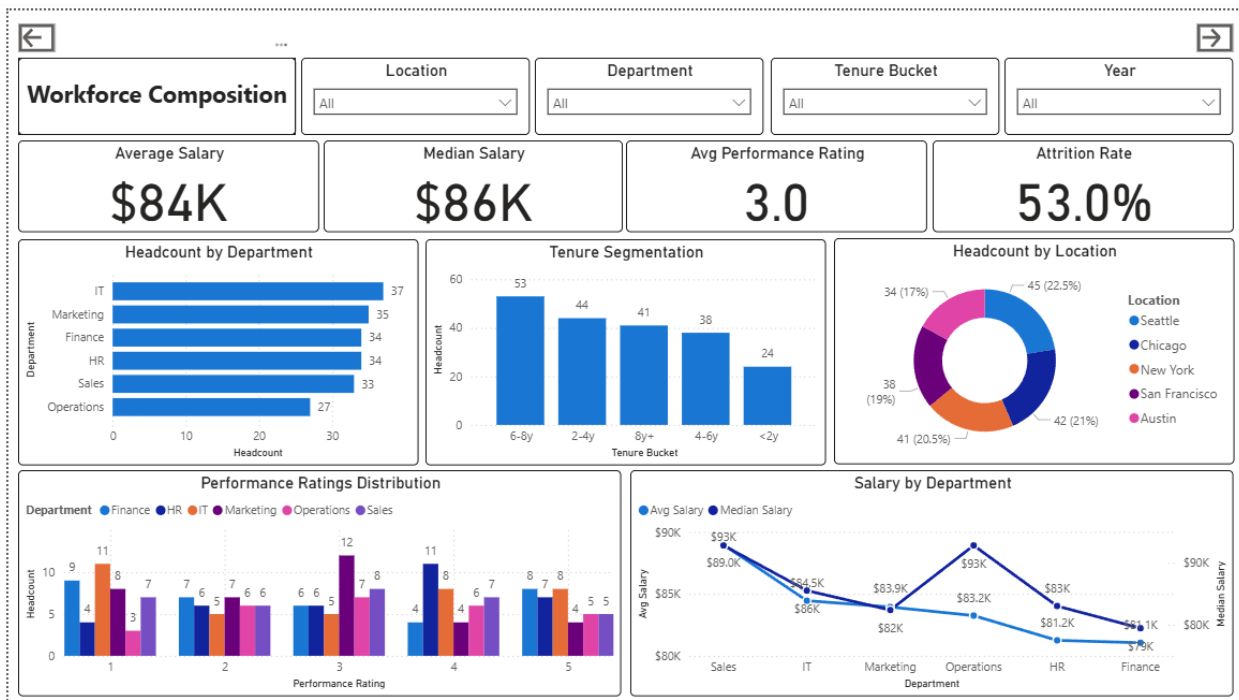 ...
Workforce Composition
Location
All
Department
All
Tenure Bucket
All
Year
All
Average Salary
$84K
Median Salary
$86K
Avg Performance Rating
3.0
Attrition Rate
53.0%
Headcount by Department
Department
IT 37
Marketing 35
Finance 34
HR 34
Sales 33
Operations 27
0 10 20 30
Headcount
Tenure Segmentation
Headcount
60
40
20
0
53 44 41 38 24
6-8y 2-4y 8y+ 4-6y <2y
Tenure Bucket
Headcount by Location
34 (17%)
45 (22.5%)
38
(19%)
41 (20.5%)
42 (21%)
Location
Seattle
Chicago
New York
San Francisco
Austin
Performance Ratings Distribution
Department Finance HR IT Marketing Operations Sales
Headcount
10
5
0
9 4 11 8 3 7
7 6 5 7 6 6
6 6 5 12 7 8
4 11 8 4 6 7
8 7 8 4 5 5
1 2 3 4 5
Performance Rating
Salary by Department
Avg Salary Median Salary
Avg Salary
$90K
$85K
$80K
$93K
$89.0K
$84.5K
$86K
$83.9K
$82K
$93K
$83.2K
$83K
$81.2K
$81.1K
$79K
$90K
$80K
Median Salary
Sales IT Marketing Operations HR Finance
Department